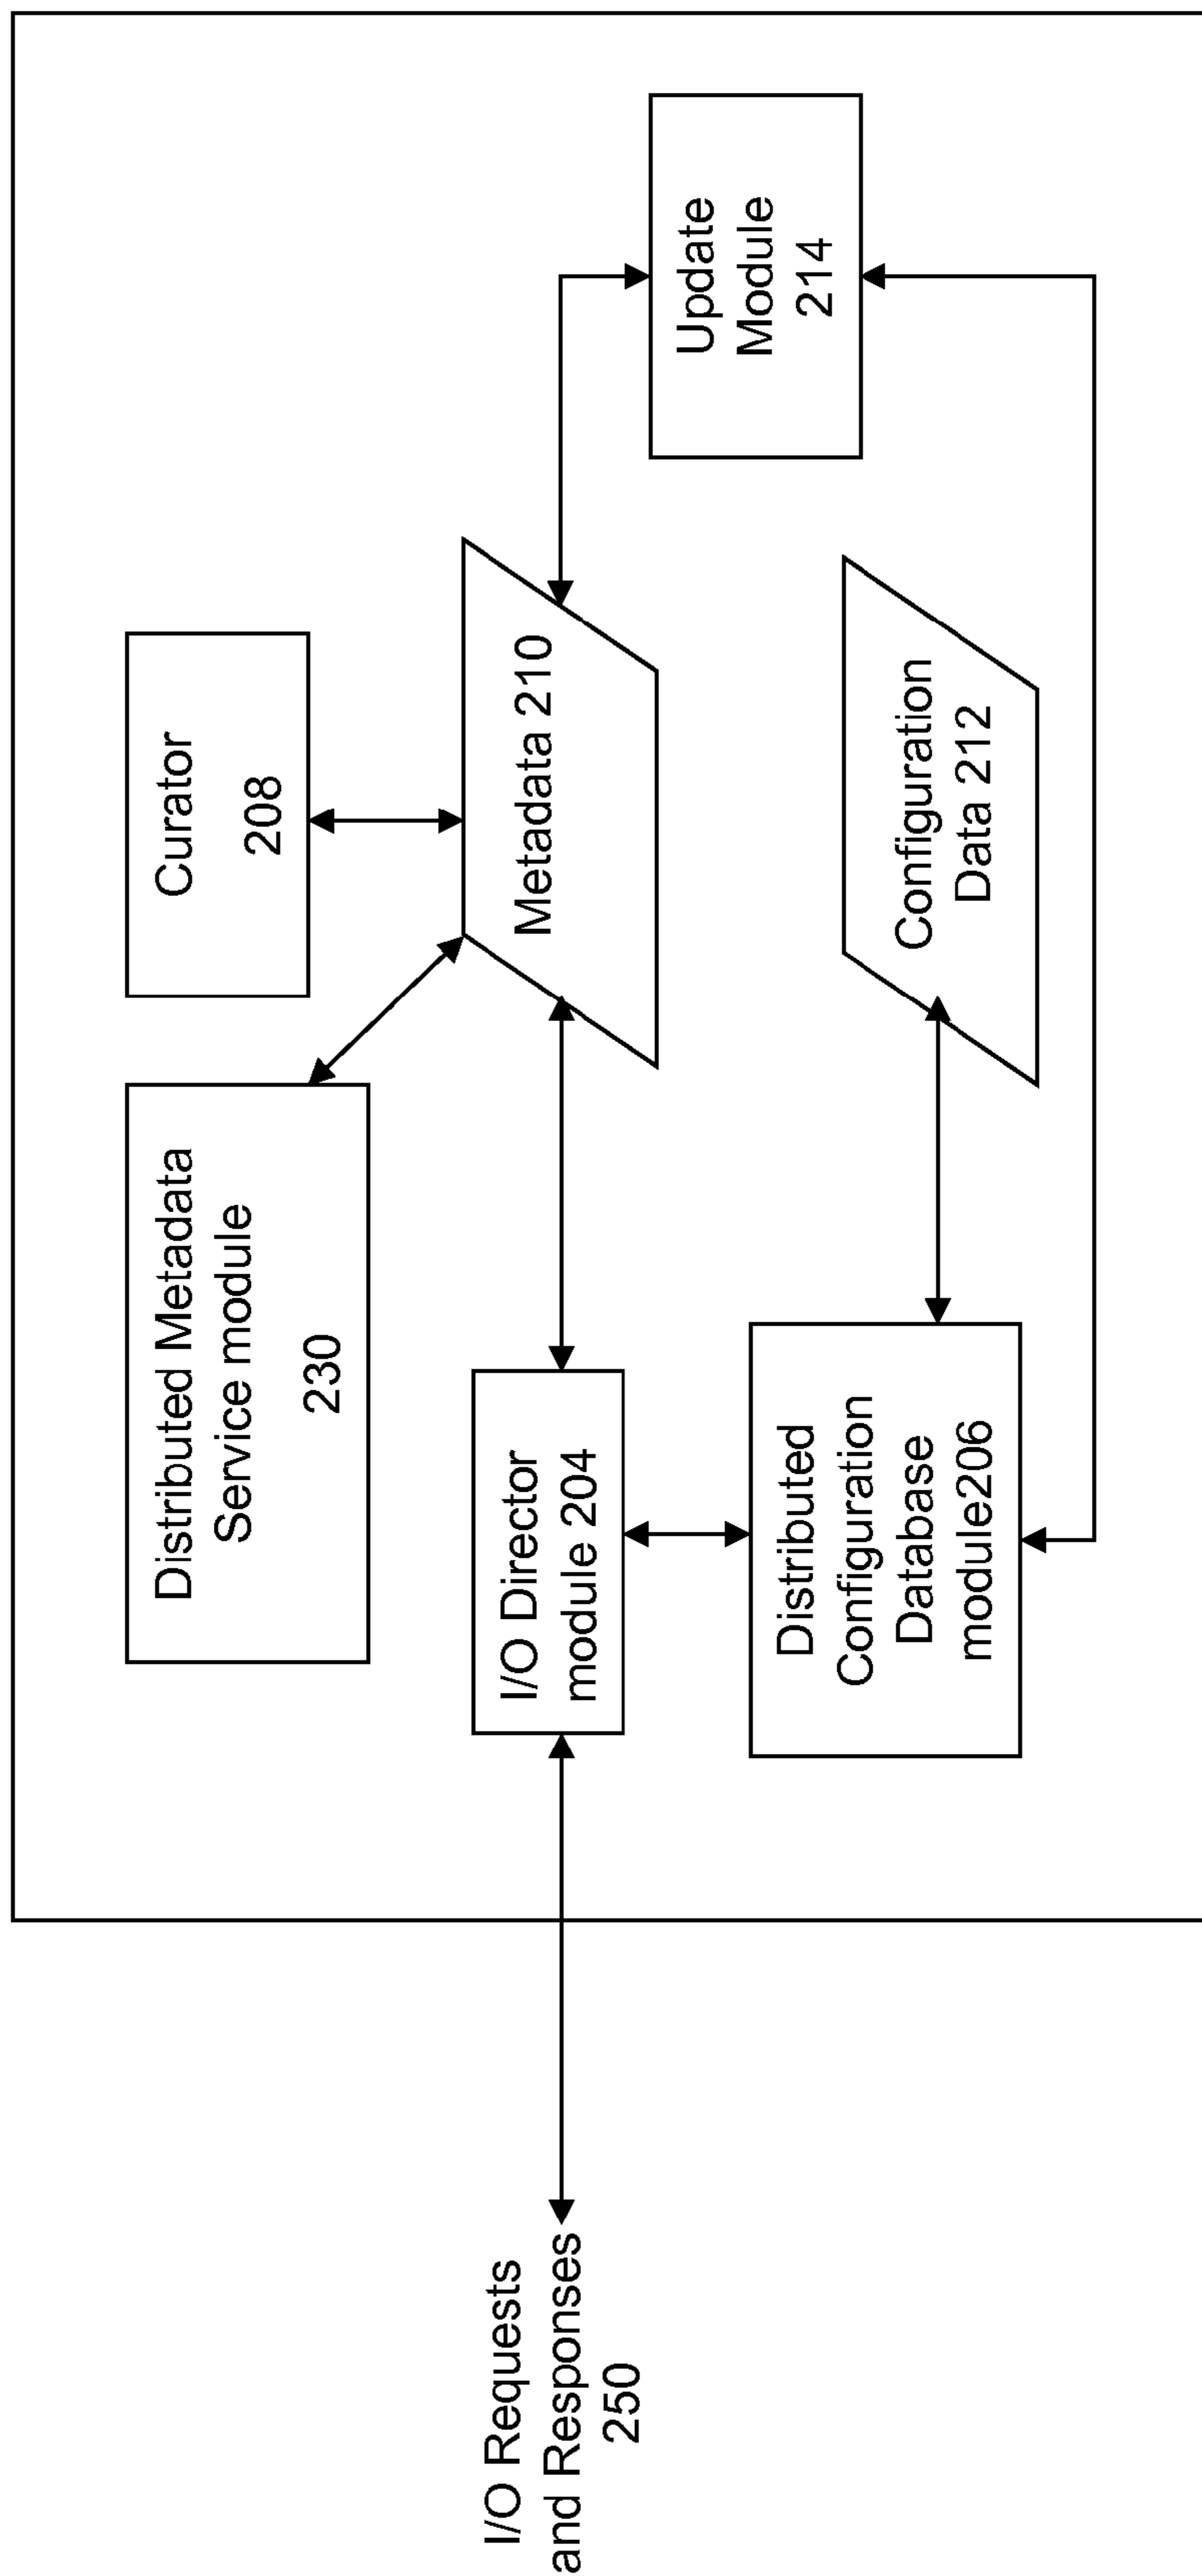 Distributed Metadata
Service module
230
Curator
208
I/O Requests
and Responses
250
I/O Director
module 204
Metadata 210
Update
Module
214
Distributed
Configuration
Database
module206
Configuration
Data 212